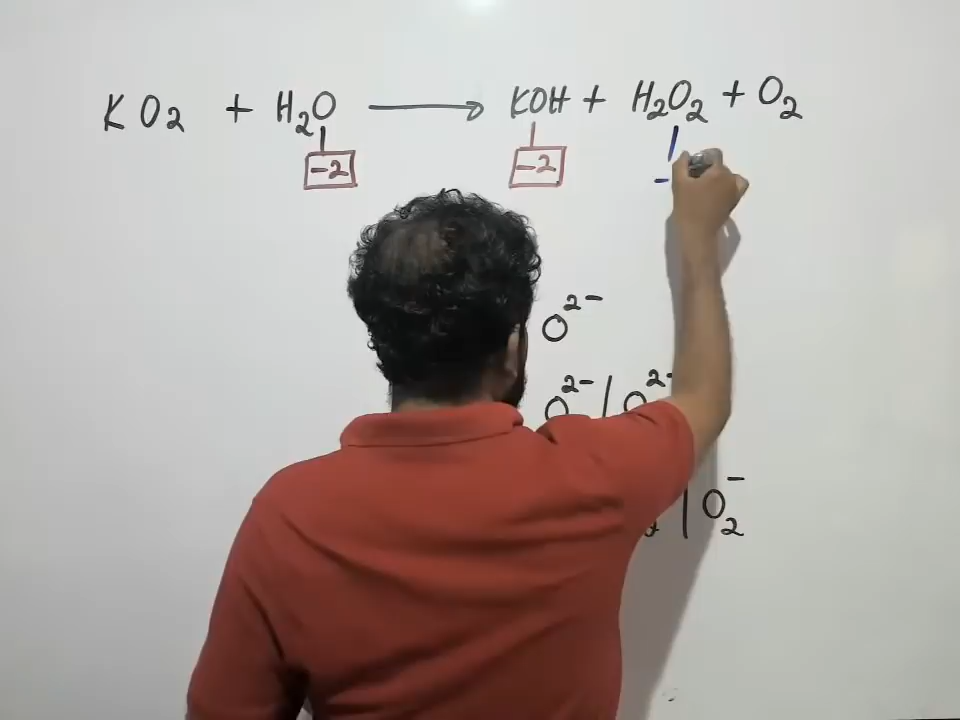 KO₂ + H₂O ⟶ KOH + H₂O₂ + O₂
-2 -2 -
O²⁻
O²⁻ | O²⁻
| O₂⁻